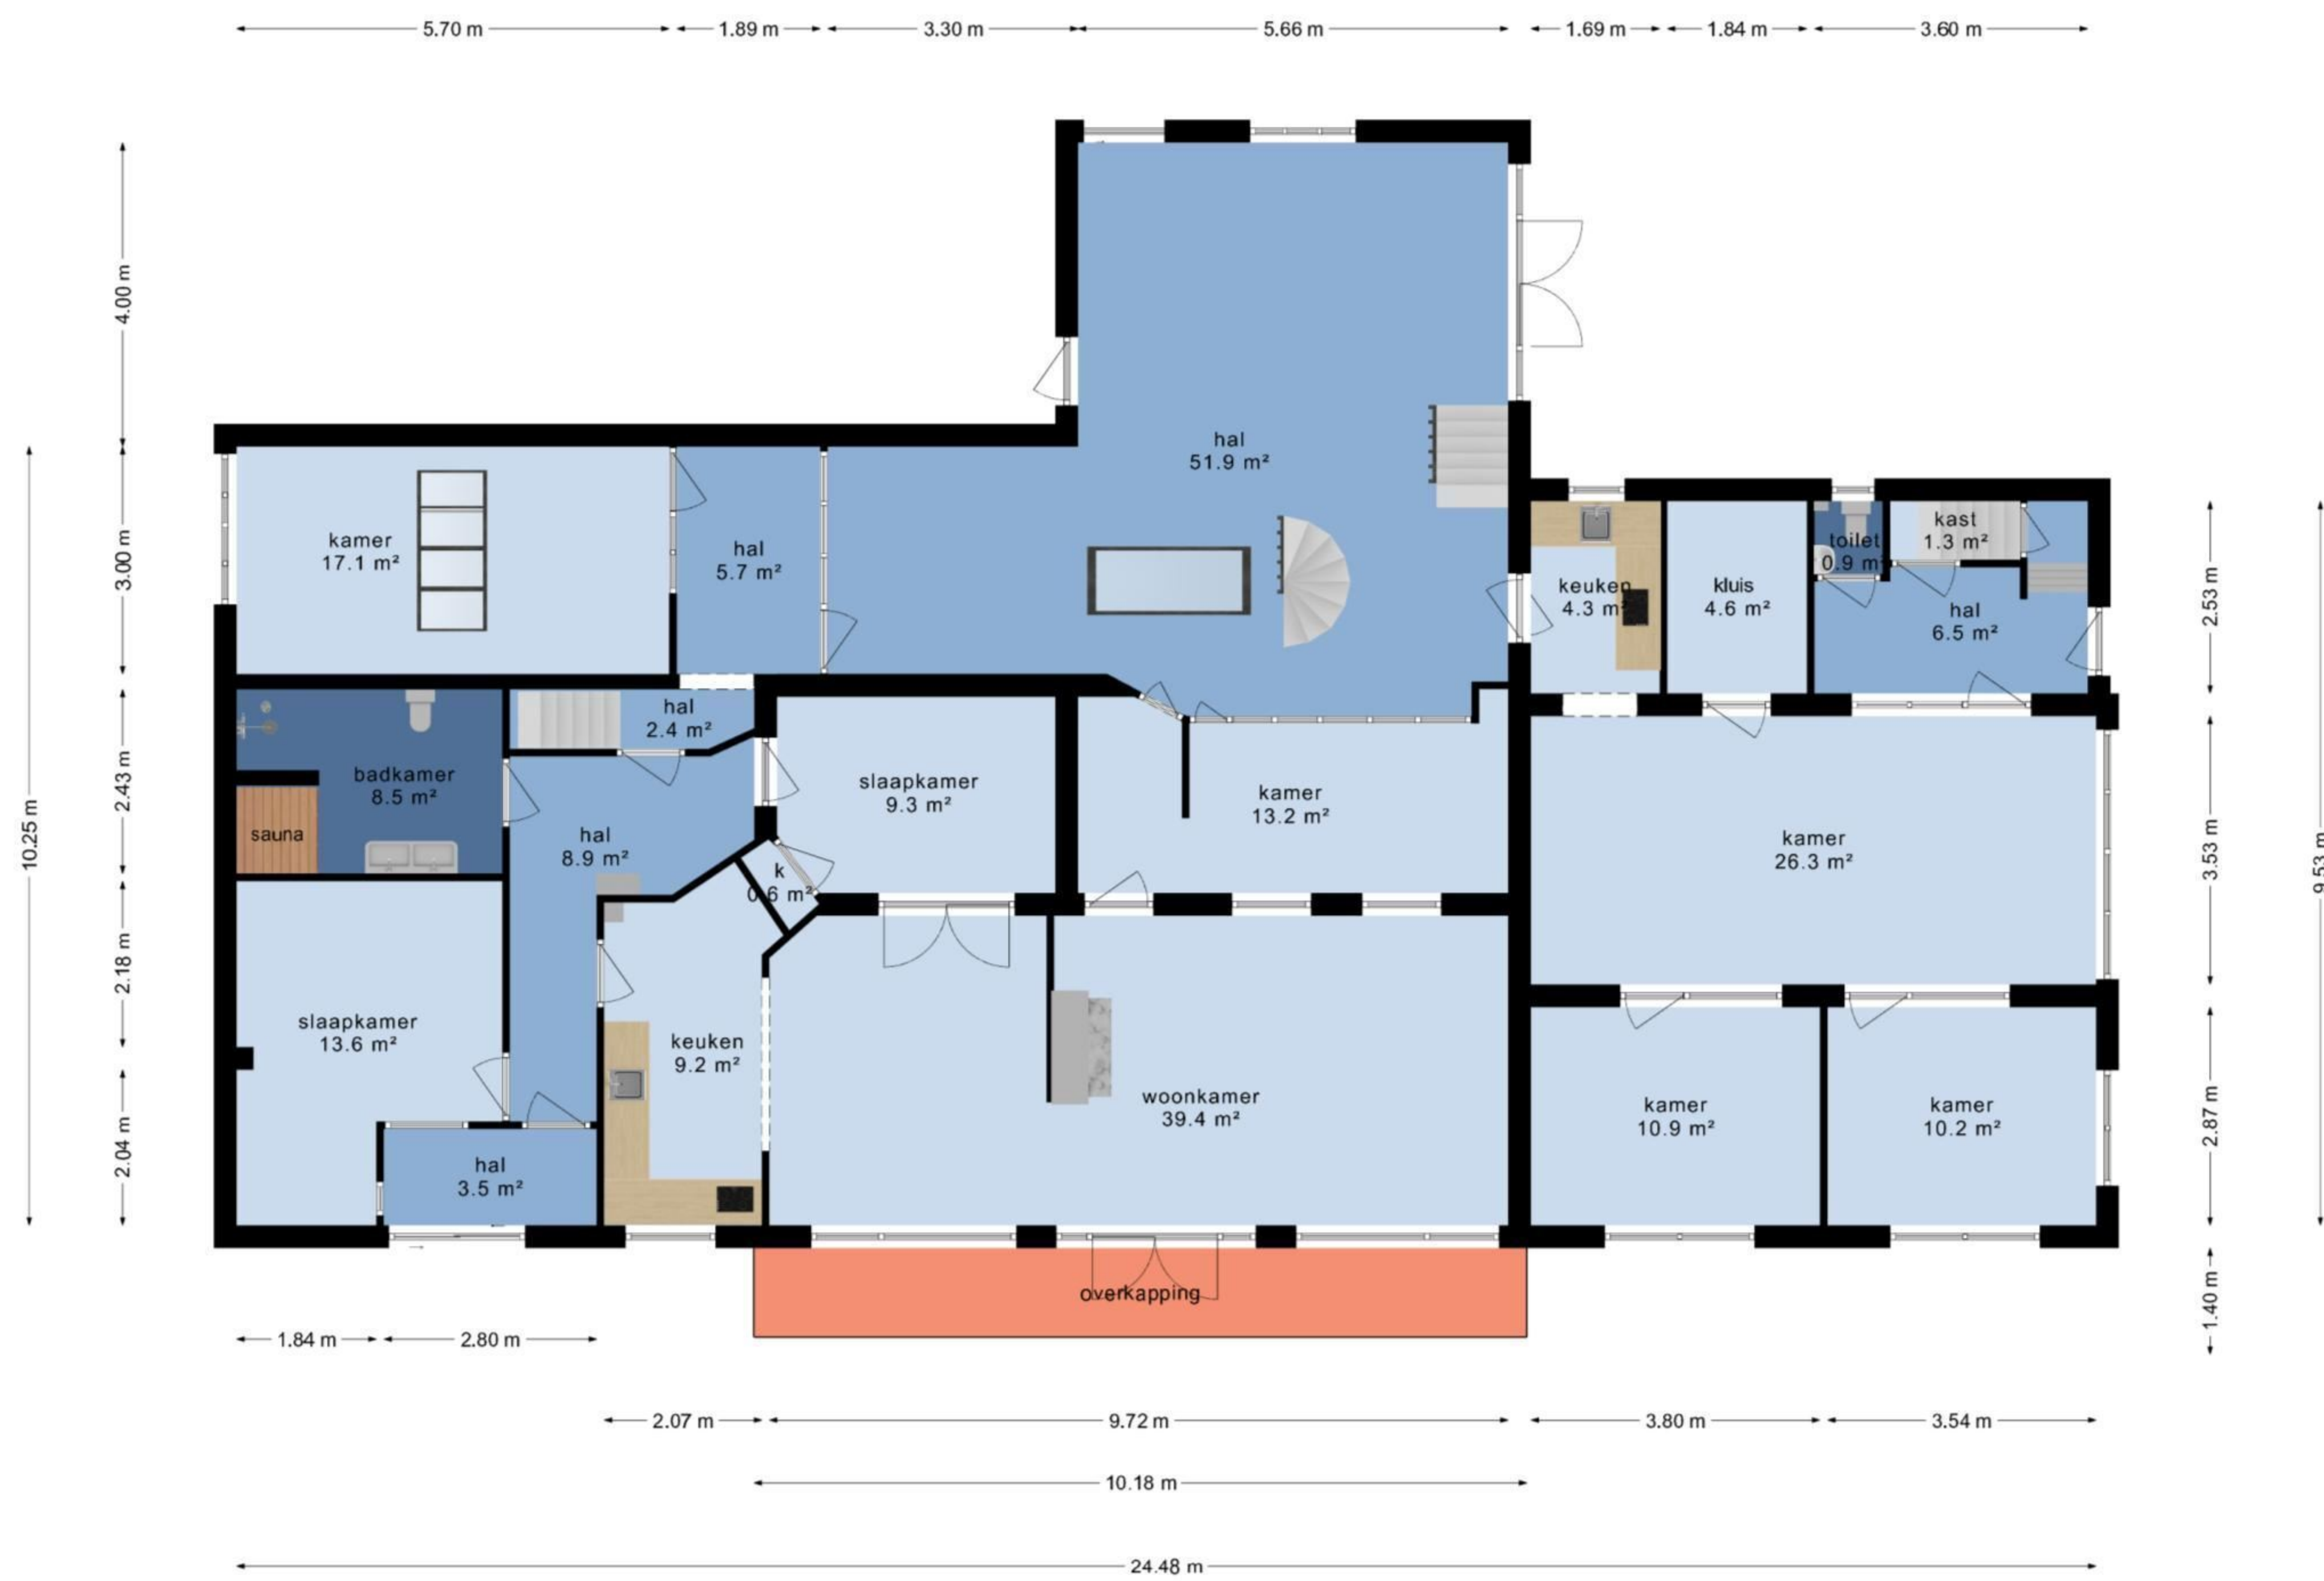 5.70 m
1.89 m
3.30 m
5.66 m
1.69 m
1.84 m
3.60 m
4.00 m
hal
51.9 m²
10.25 m
3.00 m
kamer
17.1 m²
hal
5.7 m²
keuken
4.3 m²
kluis
4.6 m²
toilet
0.9 m²
kast
1.3 m²
hal
6.5 m²
2.53 m
9.53 m
2.43 m
hal
2.4 m²
badkamer
8.5 m²
sauna
hal
8.9 m²
slaapkamer
9.3 m²
k
0.6 m²
kamer
13.2 m²
kamer
26.3 m²
3.53 m
2.18 m
slaapkamer
13.6 m²
keuken
9.2 m²
woonkamer
39.4 m²
kamer
10.9 m²
kamer
10.2 m²
2.87 m
2.04 m
hal
3.5 m²
overkapping
1.40 m
1.84 m
2.80 m
2.07 m
9.72 m
3.80 m
3.54 m
10.18 m
24.48 m